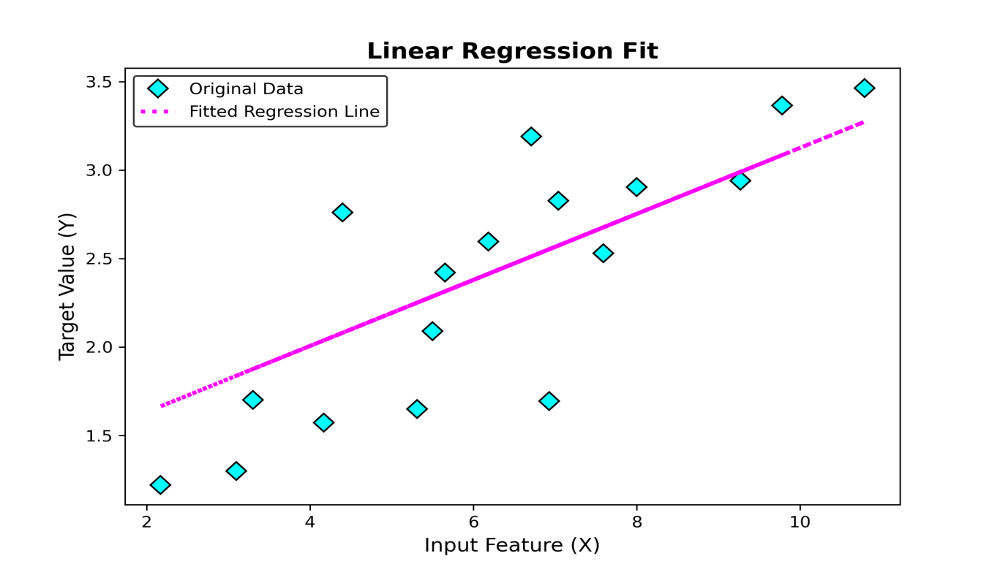 Linear Regression Fit
Original Data
Fitted Regression Line
3.5
3.0
2.5
2.0
1.5
Target Value (Y)
2 4 6 8 10
Input Feature (X)